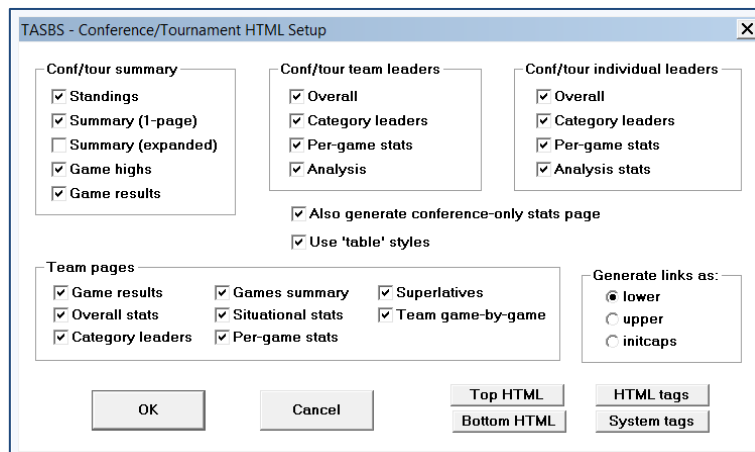 TASBS - Conference/Tournament HTML Setup
Conf/tour summary
Standings
Summary (1-page)
Summary (expanded)
Game highs
Game results
Conf/tour team leaders
Overall
Category leaders
Per-game stats
Analysis
Conf/tour individual leaders
Overall
Category leaders
Per-game stats
Analysis stats
Also generate conference-only stats page
Use 'table' styles
Team pages
Game results
Overall stats
Category leaders
Games summary
Situational stats
Per-game stats
Superlatives
Team game-by-game
Generate links as:
lower
upper
initcaps
OK
Cancel
Top HTML
HTML tags
Bottom HTML
System tags